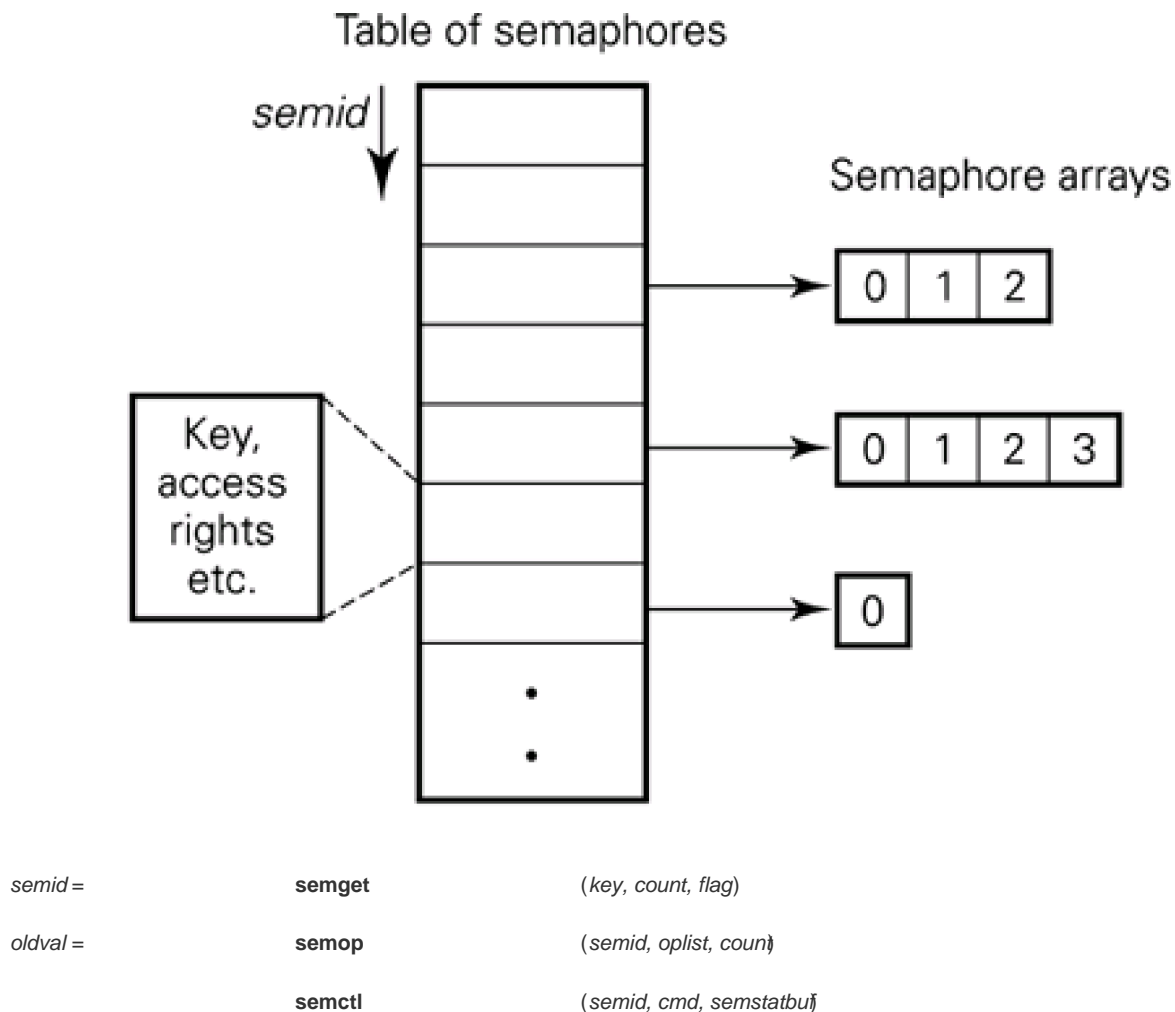 Table of semaphores
semid
Semaphore arrays
0 1 2
Key,
access
rights
etc.
0 1 2 3
0
semid = semget (key, count, flag)
oldval = semop (semid, oplist, count)
semctl (semid, cmd, semstatbuf)